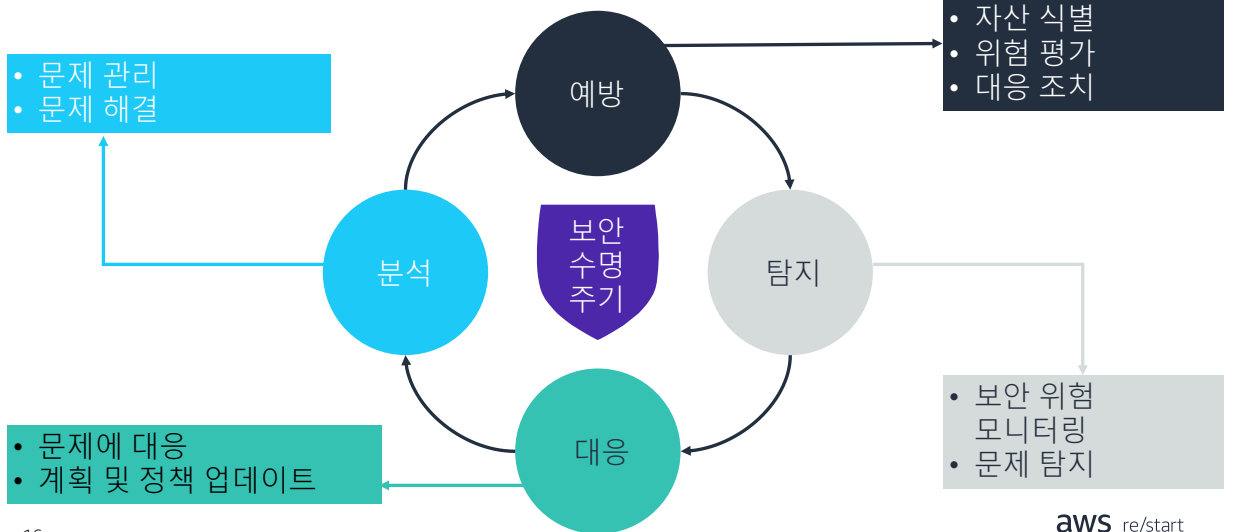 • 자산 식별
• 위험 평가
• 대응 조치
• 문제 관리
• 문제 해결
예방
분석
보안
수명
주기
탐지
• 보안 위험
모니터링
• 문제 탐지
대응
• 문제에 대응
• 계획 및 정책 업데이트
aws re/start